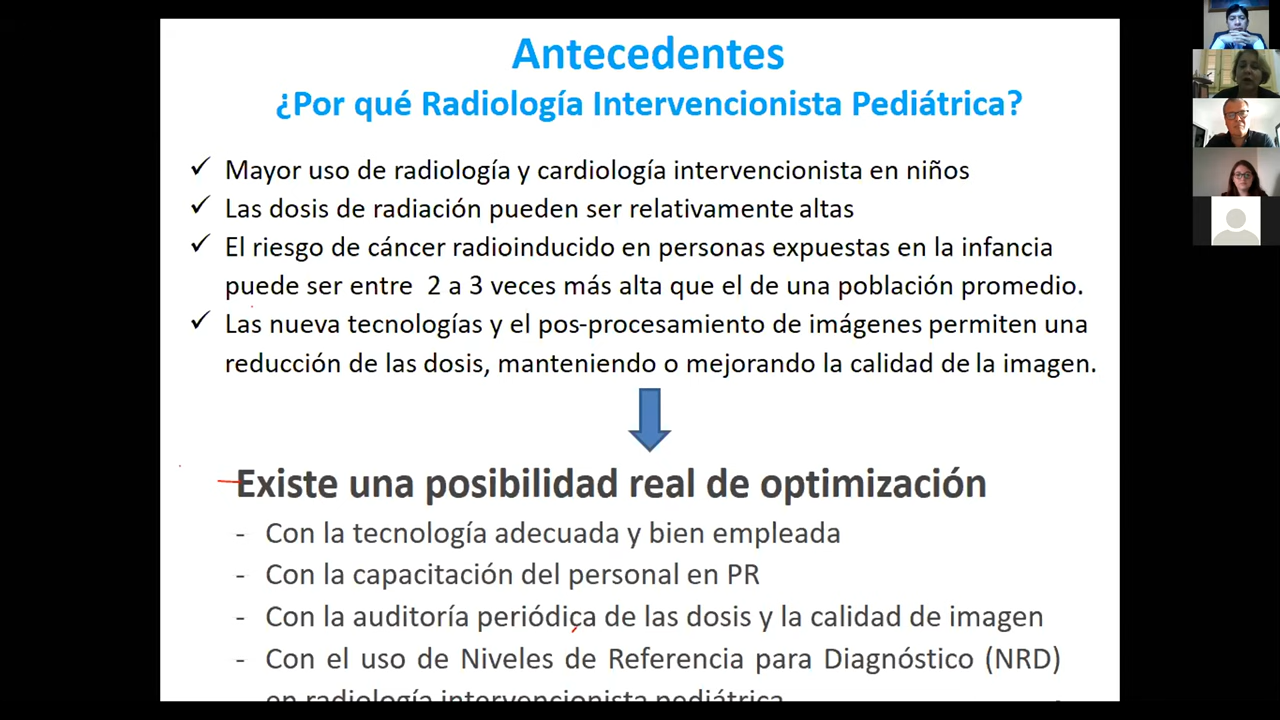 Antecedentes
¿Por qué Radiología Intervencionista Pediátrica?
✓ Mayor uso de radiología y cardiología intervencionista en niños
✓ Las dosis de radiación pueden ser relativamente altas
✓ El riesgo de cáncer radioinducido en personas expuestas en la infancia
puede ser entre 2 a 3 veces más alta que el de una población promedio.
✓ Las nueva tecnologías y el pos-procesamiento de imágenes permiten una
reducción de las dosis, manteniendo o mejorando la calidad de la imagen.
Existe una posibilidad real de optimización
- Con la tecnología adecuada y bien empleada
- Con la capacitación del personal en PR
- Con la auditoría periódica de las dosis y la calidad de imagen
- Con el uso de Niveles de Referencia para Diagnóstico (NRD)
en radiología intervencionista pediátrica